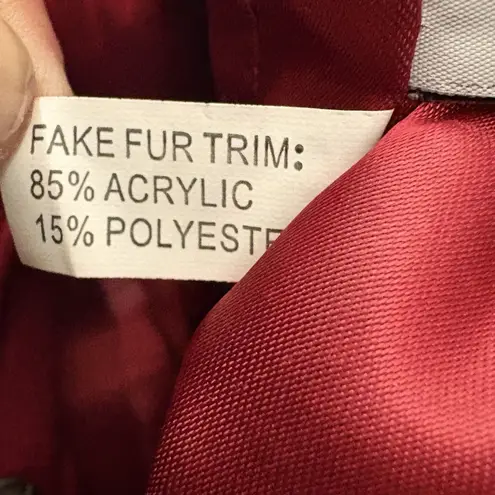 FAKE FUR TRIM:
85% ACRYLIC
15% POLYESTE